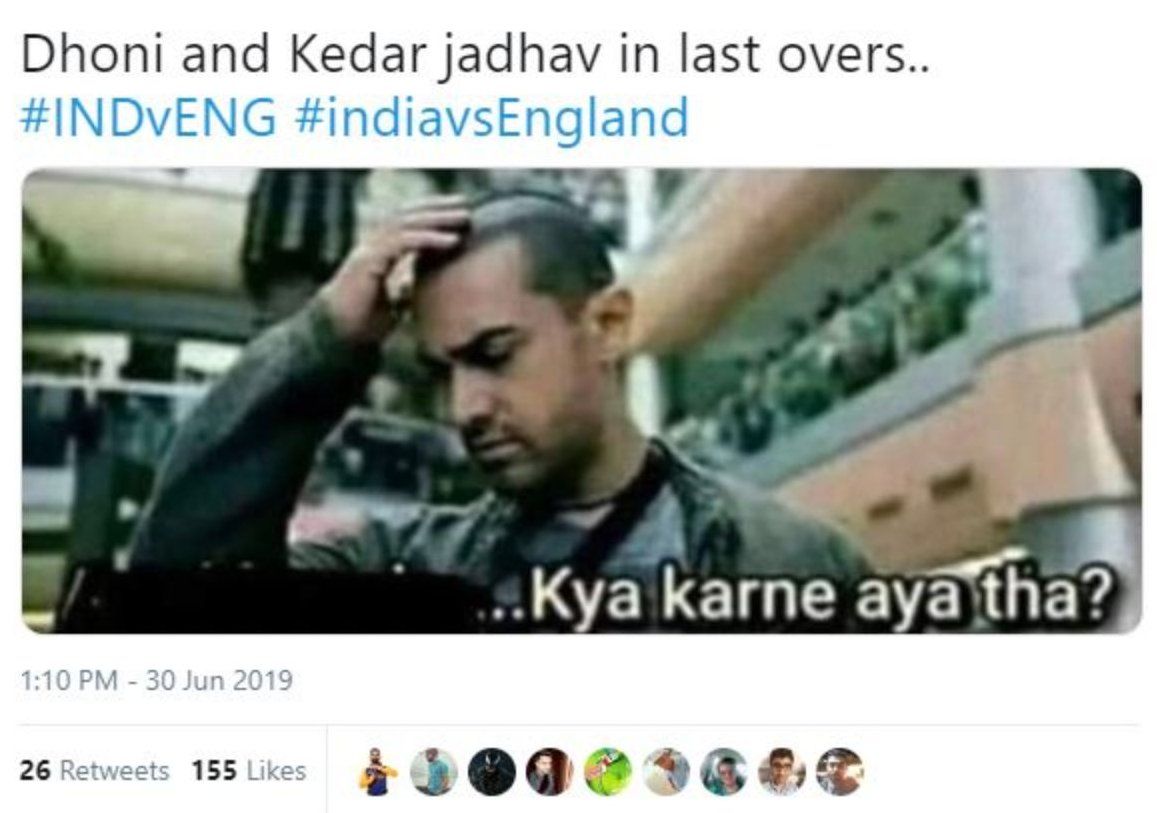 Dhoni and Kedar jadhav in last overs..
#INDvENG #indiavsEngland
...Kya karne aya tha?
1:10 PM - 30 Jun 2019
26 Retweets 155 Likes